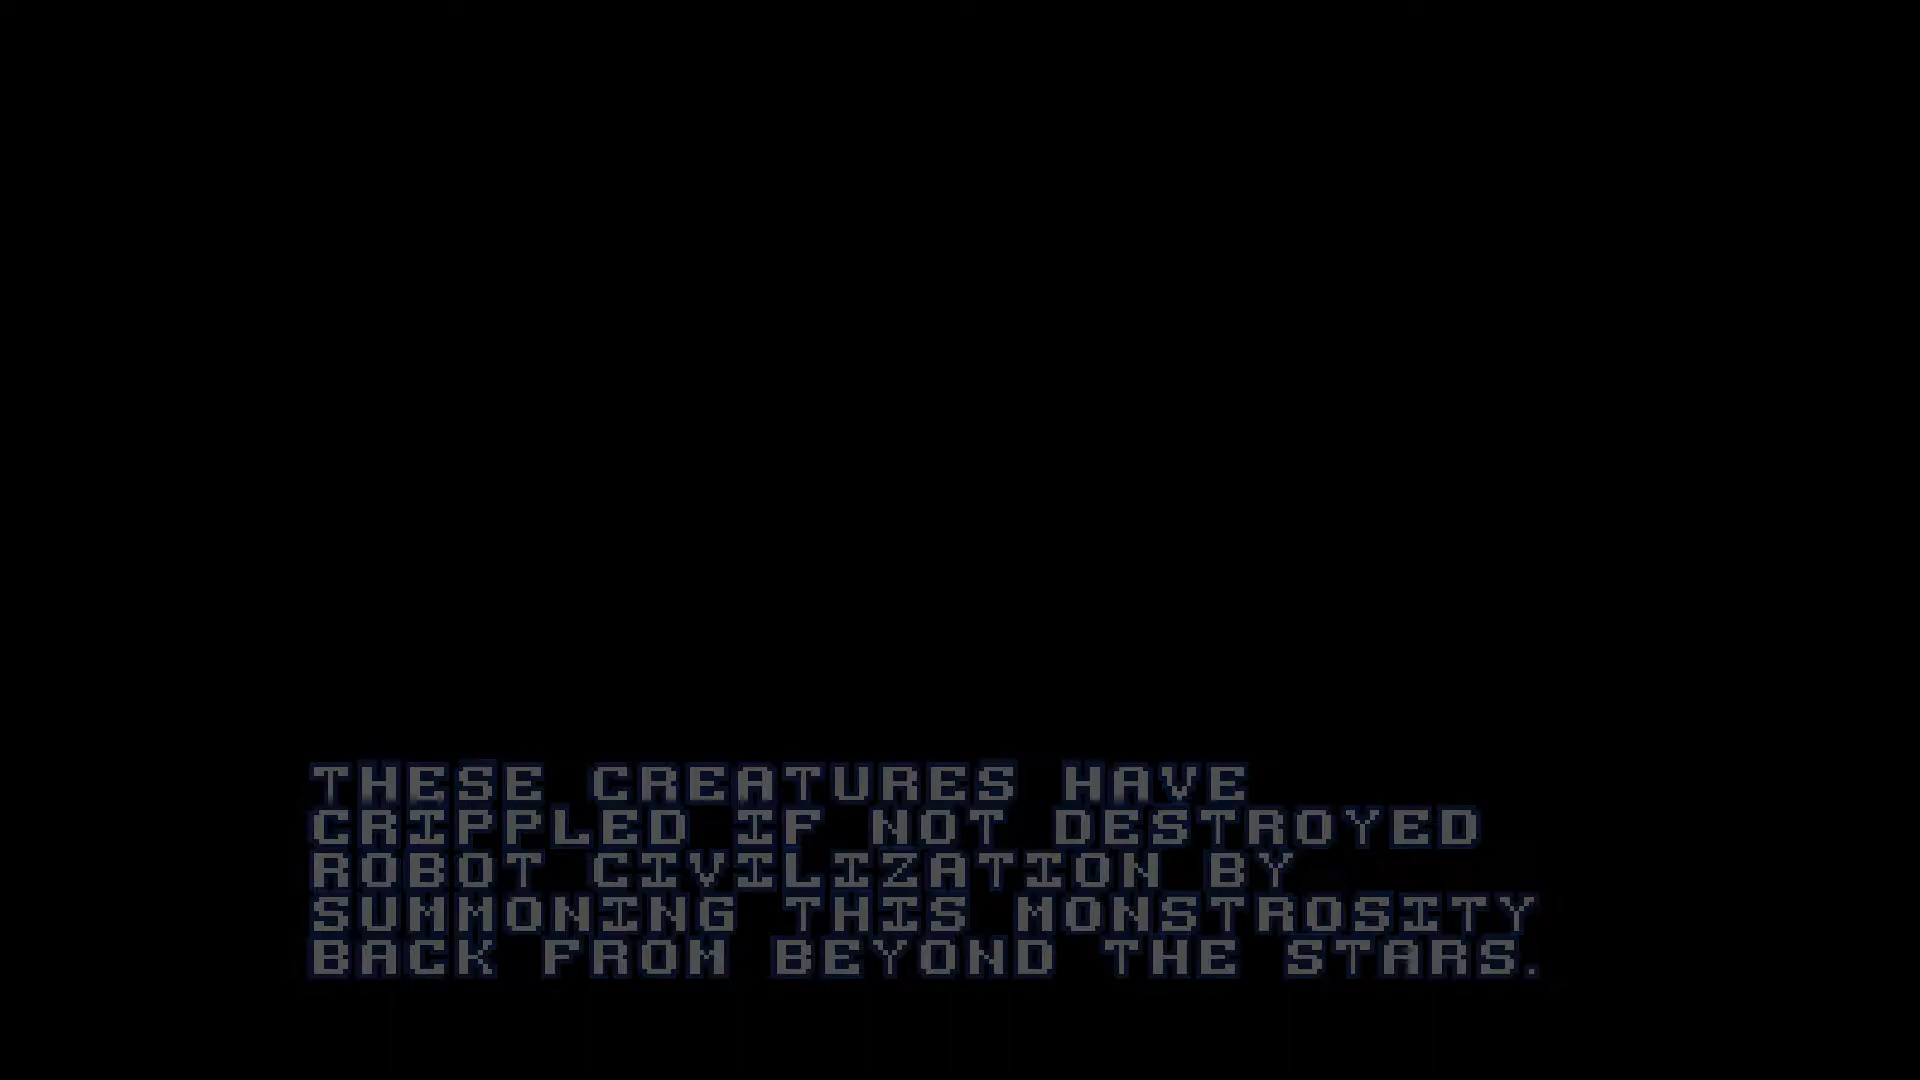 THESE CREATURES HAVE
CRIPPLED IF NOT DESTROYED
ROBOT CIVILIZATION BY
SUMMONING THIS MONSTROSITY
BACK FROM BEYOND THE STARS.